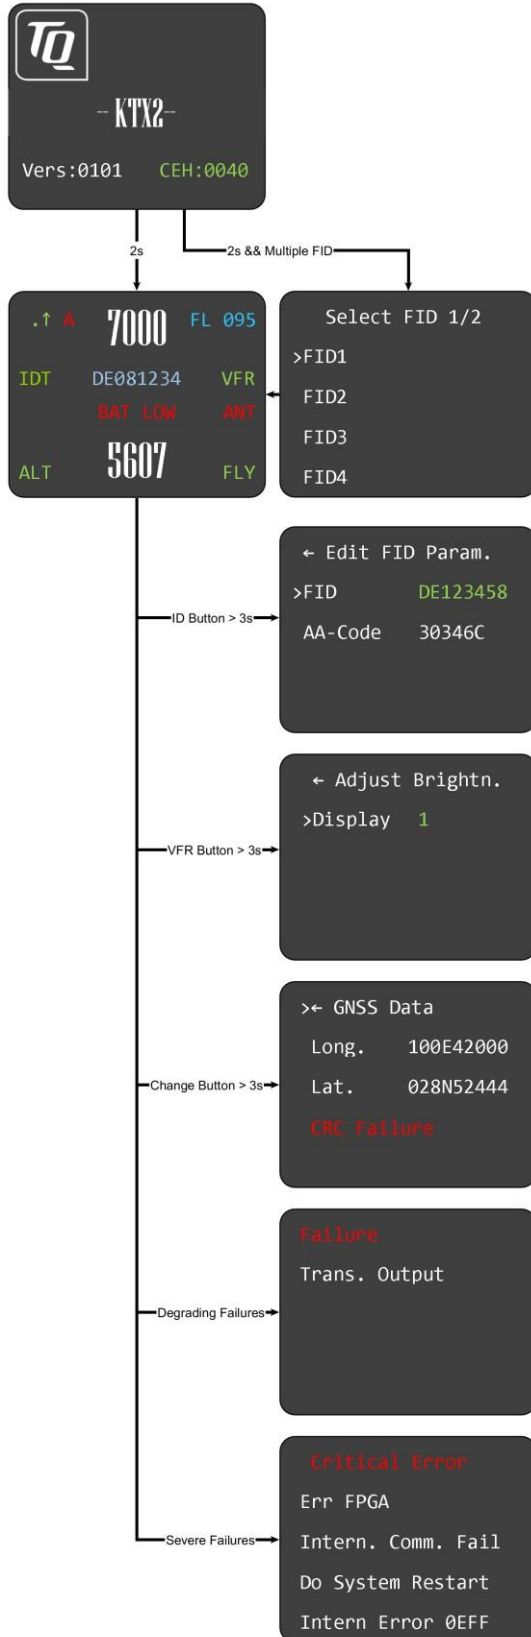 TQ
-- KTX2--
Vers:0101 CEH:0040
2s
2s && Multiple FID
.↑ A 7000 FL 095
IDT DE081234 VFR
BAT LOW ANT
ALT 5607 FLY
Select FID 1/2
>FID1
FID2
FID3
FID4
ID Button > 3s
← Edit FID Param.
>FID DE123458
AA-Code 30346C
VFR Button > 3s
← Adjust Brightn.
>Display 1
Change Button > 3s
>← GNSS Data
Long. 100E42000
Lat. 028N52444
CRC Failure
Degrading Failures
Failure
Trans. Output
Severe Failures
Critical Error
Err FPGA
Intern. Comm. Fail
Do System Restart
Intern Error 0EFF